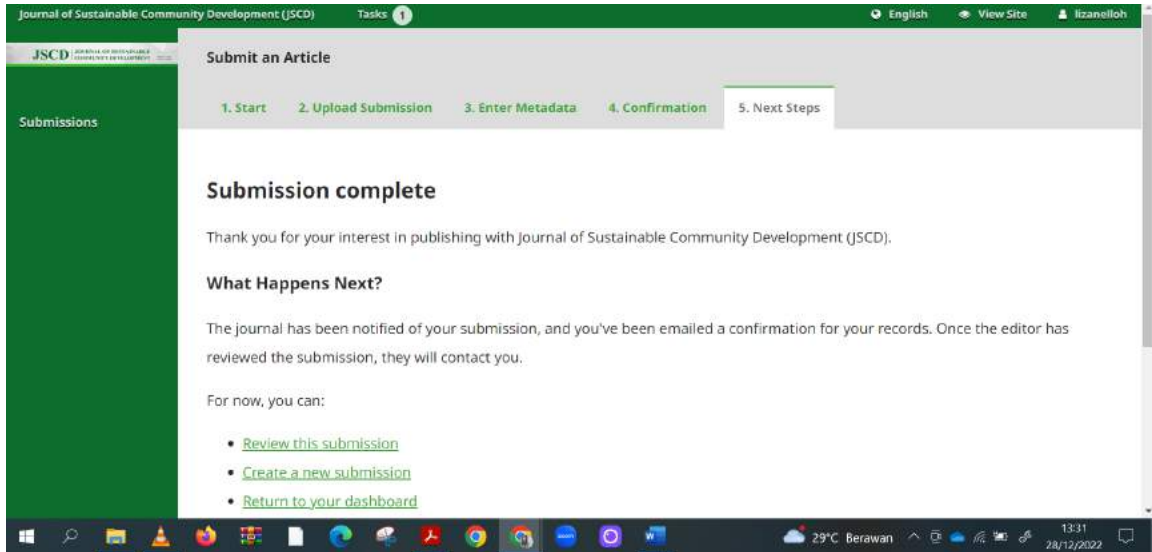 Journal of Sustainable Community Development (JSCD) Tasks 1 English View Site lizanelloh
JSCD JOURNAL OF SUSTAINABLE COMMUNITY DEVELOPMENT
Submit an Article
1. Start 2. Upload Submission 3. Enter Metadata 4. Confirmation 5. Next Steps
Submissions
Submission complete
Thank you for your interest in publishing with Journal of Sustainable Community Development (JSCD).
What Happens Next?
The journal has been notified of your submission, and you've been emailed a confirmation for your records. Once the editor has
reviewed the submission, they will contact you.
For now, you can:
• Review this submission
• Create a new submission
• Return to your dashboard
29°C Berawan 13:31
28/12/2022